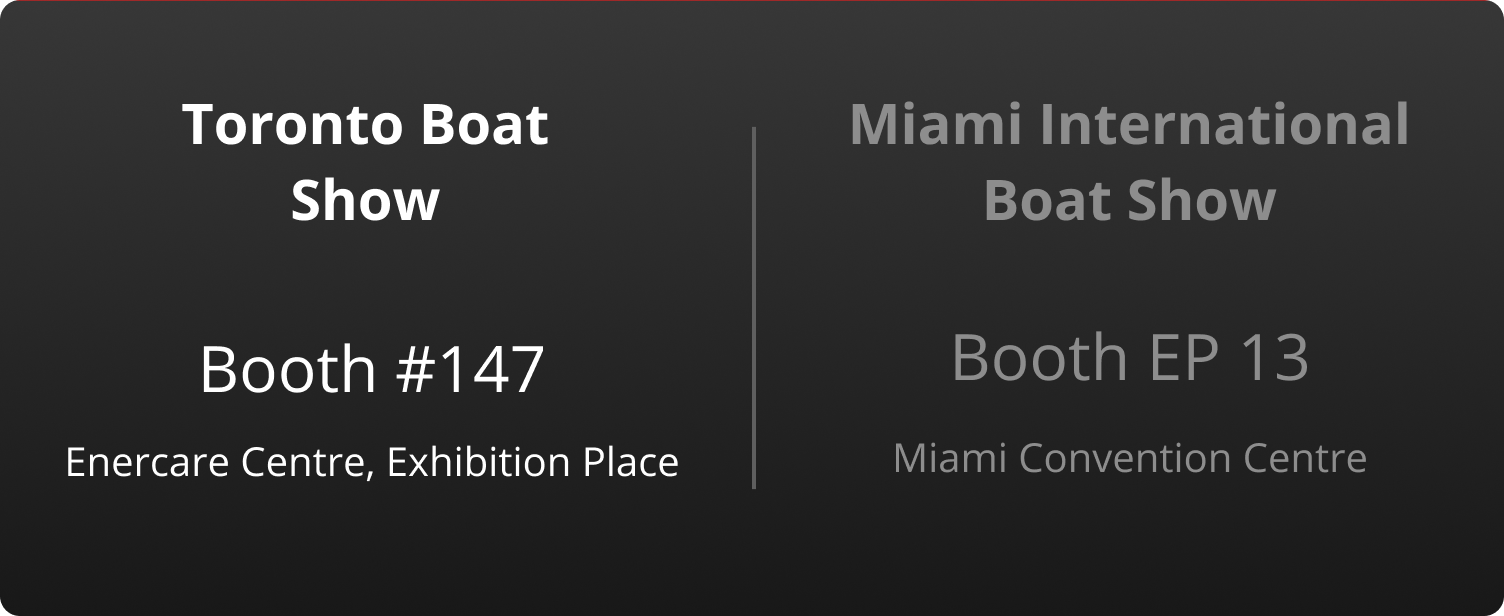 Toronto Boat
Show
Booth #147
Enercare Centre, Exhibition Place
Miami International
Boat Show
Booth EP 13
Miami Convention Centre